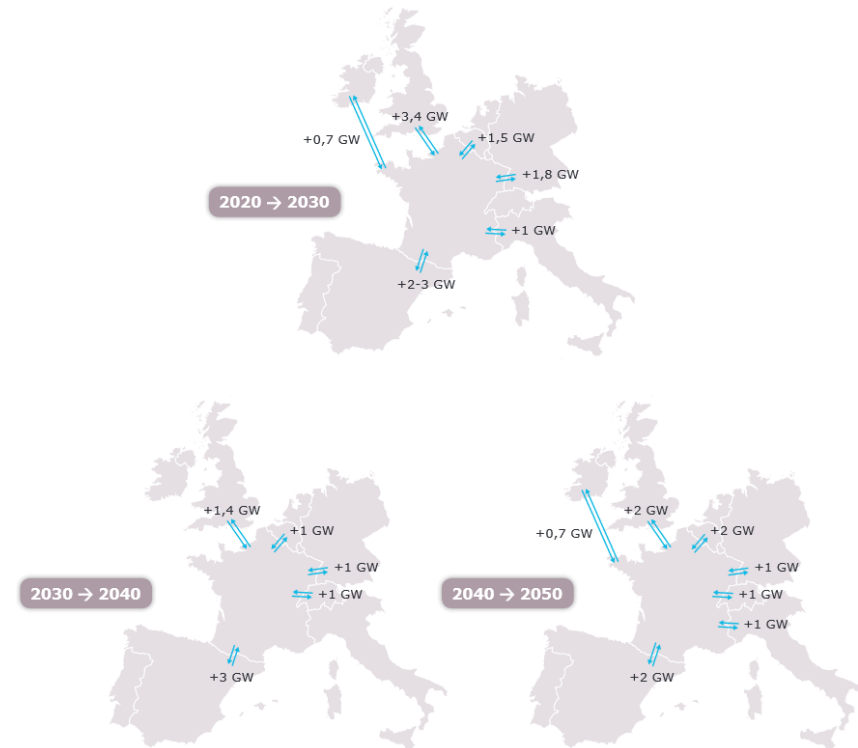 +3,4 GW
+0,7 GW
+1,5 GW
+1,8 GW
2020 → 2030
+1 GW
+2-3 GW
+1,4 GW
+1 GW
+1 GW
2030 → 2040
+1 GW
+3 GW
+2 GW
+0,7 GW
+2 GW
+1 GW
2040 → 2050
+1 GW
+1 GW
+2 GW